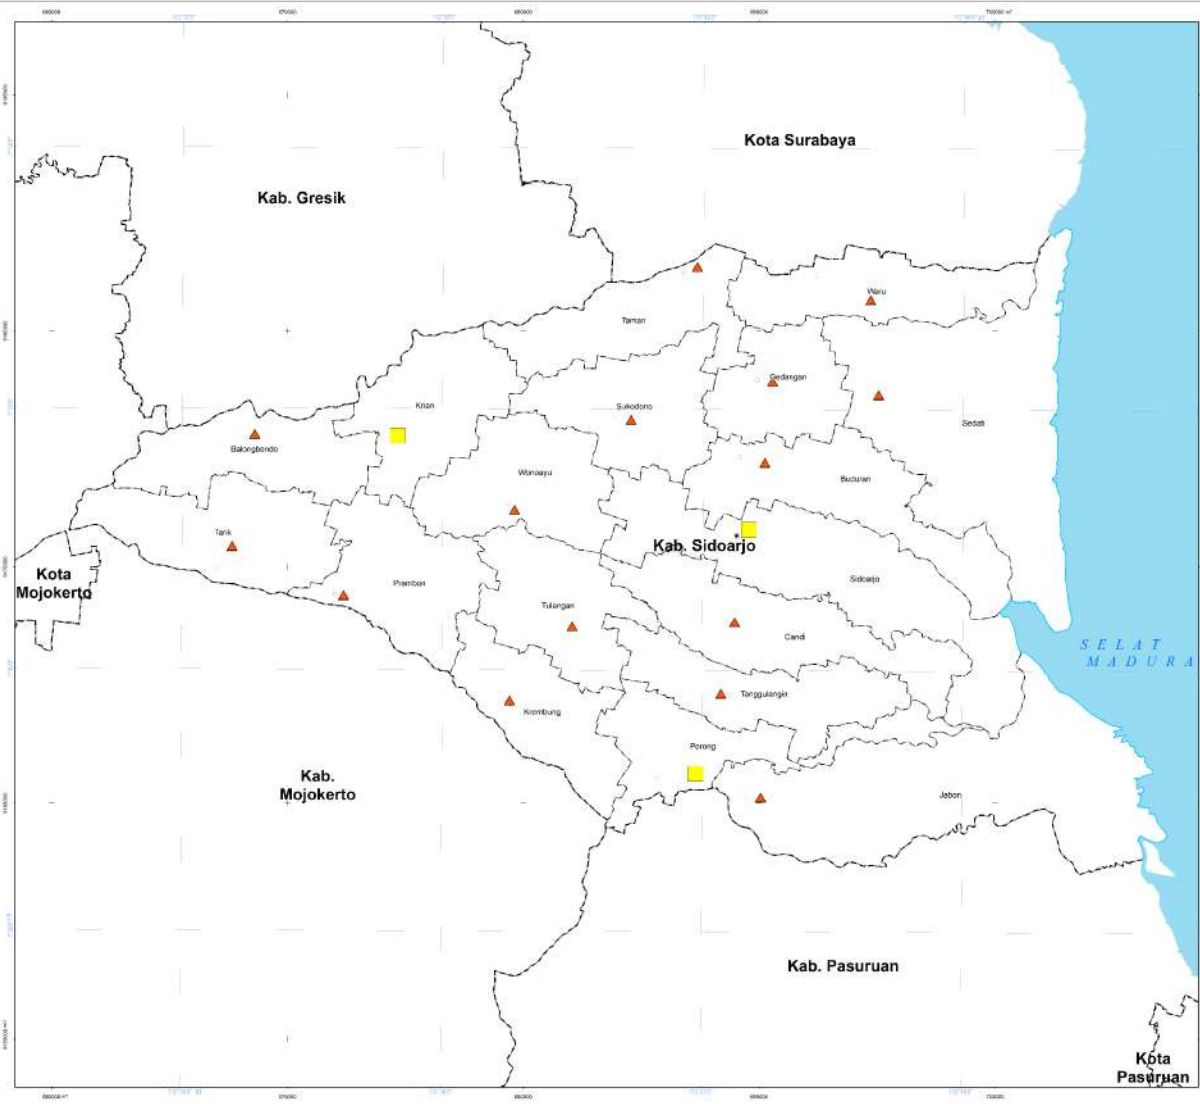 Kota Surabaya
Kab. Gresik
Waru
Taman
Gedangan
Krian
Sukodono
Sedati
Balongbendo
Wonoayu
Buduran
Tarik
Kab. Sidoarjo
Kota
Mojokerto
Prambon
Sidoarjo
Tulangan
Candi
SELAT
MADURA
Tanggulangin
Krembung
Porong
Kab.
Mojokerto
Jabon
Kab. Pasuruan
Kota
Pasuruan